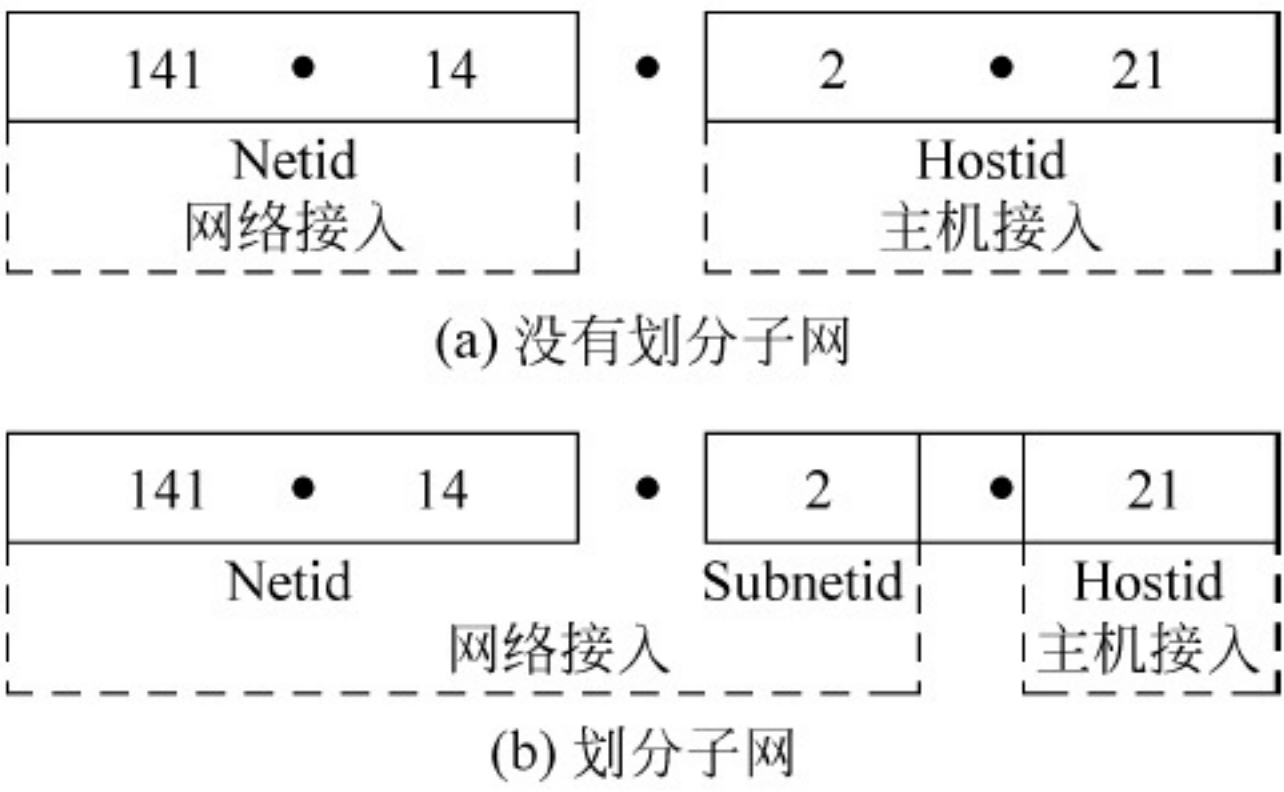 141 • 14 • 2 • 21
Netid Hostid
网络接入 主机接入
(a) 没有划分子网
141 • 14 • 2 • 21
Netid Subnetid Hostid
网络接入 主机接入
(b) 划分子网